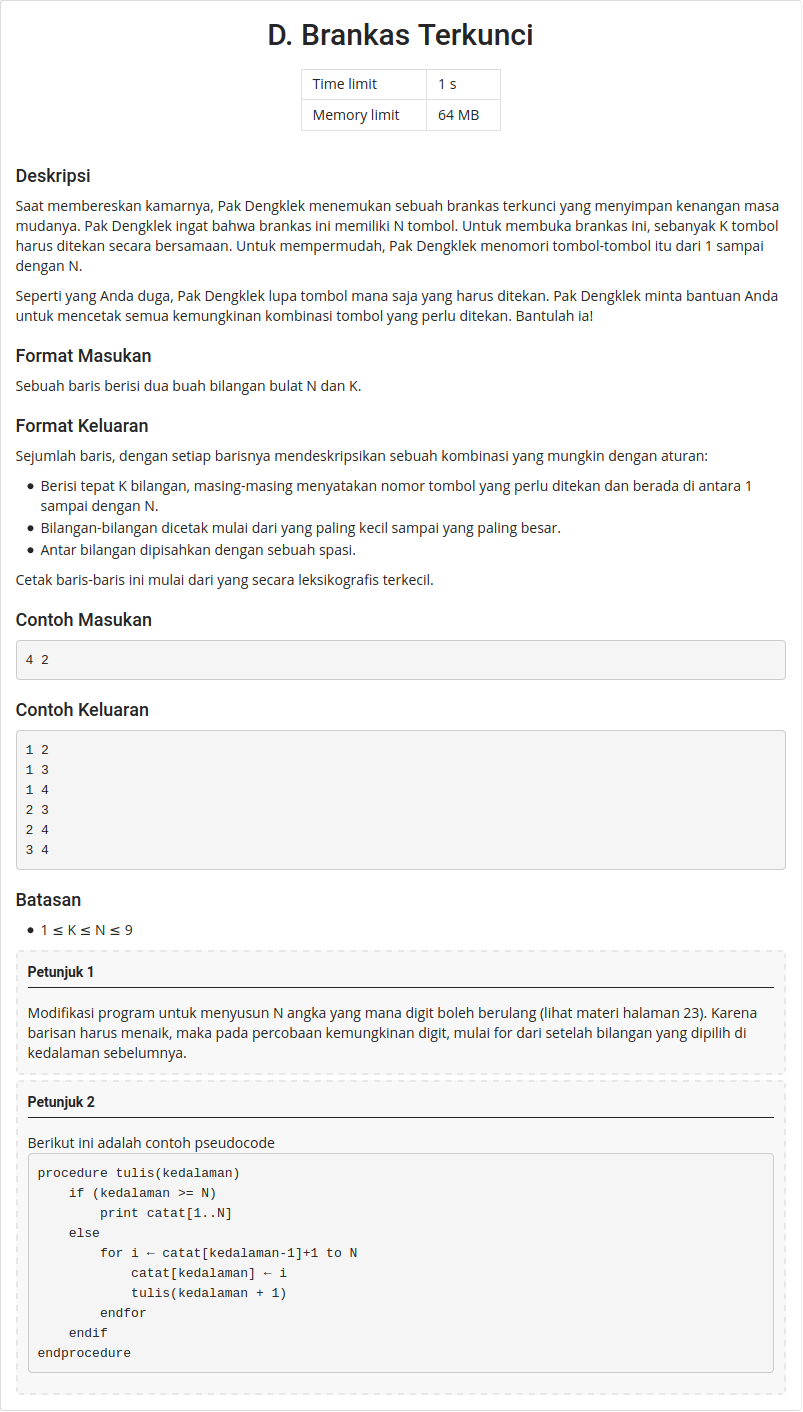 D. Brankas Terkunci
Time limit 1 s
Memory limit 64 MB
Deskripsi
Saat membereskan kamarnya, Pak Dengklek menemukan sebuah brankas terkunci yang menyimpan kenangan masa
mudanya. Pak Dengklek ingat bahwa brankas ini memiliki N tombol. Untuk membuka brankas ini, sebanyak K tombol
harus ditekan secara bersamaan. Untuk mempermudah, Pak Dengklek menomori tombol-tombol itu dari 1 sampai
dengan N.
Seperti yang Anda duga, Pak Dengklek lupa tombol mana saja yang harus ditekan. Pak Dengklek minta bantuan Anda
untuk mencetak semua kemungkinan kombinasi tombol yang perlu ditekan. Bantulah ia!
Format Masukan
Sebuah baris berisi dua buah bilangan bulat N dan K.
Format Keluaran
Sejumlah baris, dengan setiap barisnya mendeskripsikan sebuah kombinasi yang mungkin dengan aturan:
• Berisi tepat K bilangan, masing-masing menyatakan nomor tombol yang perlu ditekan dan berada di antara 1
sampai dengan N.
• Bilangan-bilangan dicetak mulai dari yang paling kecil sampai yang paling besar.
• Antar bilangan dipisahkan dengan sebuah spasi.
Cetak baris-baris ini mulai dari yang secara leksikografis terkecil.
Contoh Masukan
4 2
Contoh Keluaran
1 2
1 3
1 4
2 3
2 4
3 4
Batasan
• 1 ≤ K ≤ N ≤ 9
Petunjuk 1
Modifikasi program untuk menyusun N angka yang mana digit boleh berulang (lihat materi halaman 23). Karena
barisan harus menaik, maka pada percobaan kemungkinan digit, mulai for dari setelah bilangan yang dipilih di
kedalaman sebelumnya.
Petunjuk 2
Berikut ini adalah contoh pseudocode
procedure tulis(kedalaman)
    if (kedalaman >= N)
        print catat[1..N]
    else
        for i ← catat[kedalaman-1]+1 to N
            catat[kedalaman] ← i
            tulis(kedalaman + 1)
        endfor
    endif
endprocedure